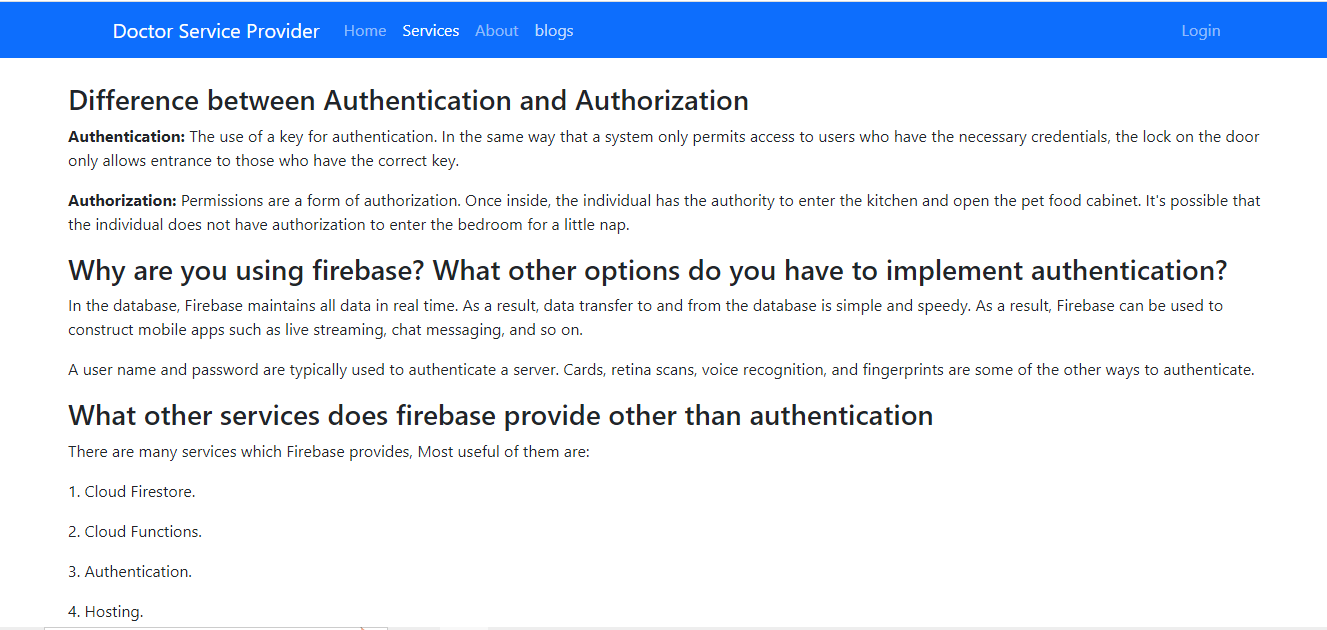 Doctor Service Provider Home Services About blogs Login
Difference between Authentication and Authorization
Authentication: The use of a key for authentication. In the same way that a system only permits access to users who have the necessary credentials, the lock on the door
only allows entrance to those who have the correct key.
Authorization: Permissions are a form of authorization. Once inside, the individual has the authority to enter the kitchen and open the pet food cabinet. It's possible that
the individual does not have authorization to enter the bedroom for a little nap.
Why are you using firebase? What other options do you have to implement authentication?
In the database, Firebase maintains all data in real time. As a result, data transfer to and from the database is simple and speedy. As a result, Firebase can be used to
construct mobile apps such as live streaming, chat messaging, and so on.
A user name and password are typically used to authenticate a server. Cards, retina scans, voice recognition, and fingerprints are some of the other ways to authenticate.
What other services does firebase provide other than authentication
There are many services which Firebase provides, Most useful of them are:
1. Cloud Firestore.
2. Cloud Functions.
3. Authentication.
4. Hosting.